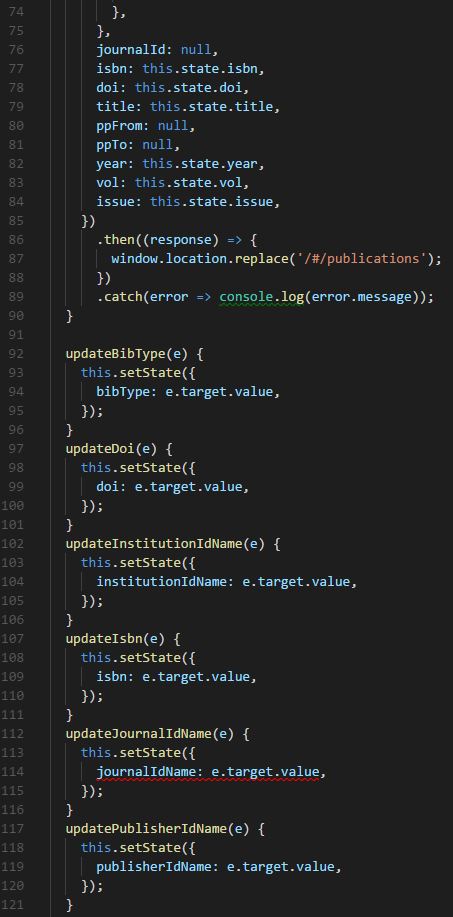 74 },
75 },
76 journalId: null,
77 isbn: this.state.isbn,
78 doi: this.state.doi,
79 title: this.state.title,
80 ppFrom: null,
81 ppTo: null,
82 year: this.state.year,
83 vol: this.state.vol,
84 issue: this.state.issue,
85 })
86 .then((response) => {
87 window.location.replace('/#/publications');
88 })
89 .catch(error => console.log(error.message));
90 }
91
92 updateBibType(e) {
93 this.setState({
94 bibType: e.target.value,
95 });
96 }
97 updateDoi(e) {
98 this.setState({
99 doi: e.target.value,
100 });
101 }
102 updateInstitutionIdName(e) {
103 this.setState({
104 institutionIdName: e.target.value,
105 });
106 }
107 updateIsbn(e) {
108 this.setState({
109 isbn: e.target.value,
110 });
111 }
112 updateJournalIdName(e) {
113 this.setState({
114 journalIdName: e.target.value,
115 });
116 }
117 updatePublisherIdName(e) {
118 this.setState({
119 publisherIdName: e.target.value,
120 });
121 }